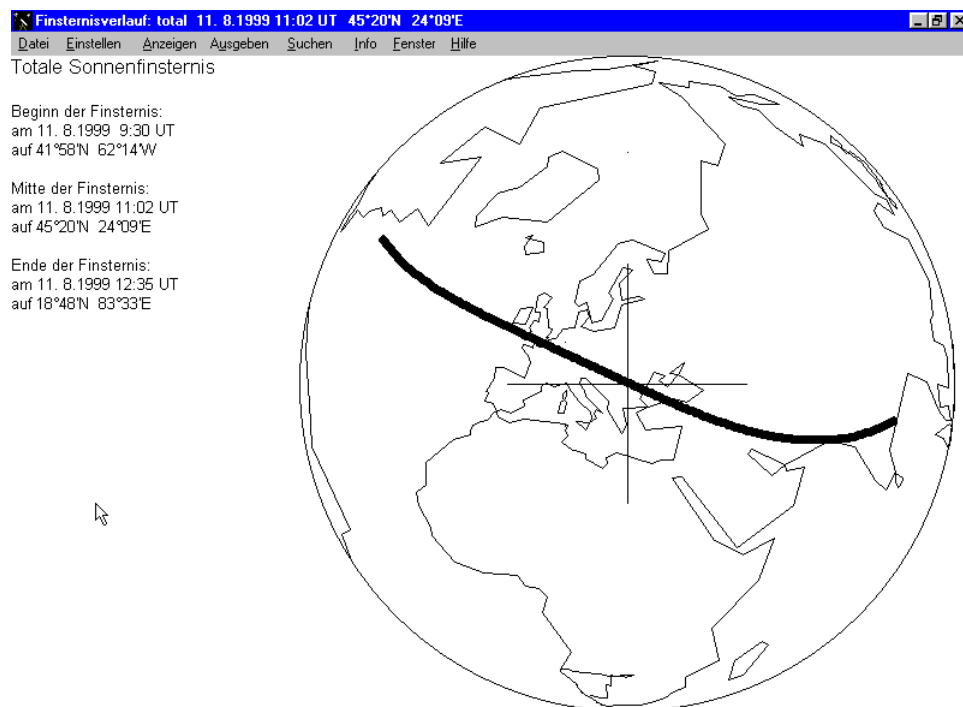 Finsternisverlauf: total 11. 8.1999 11:02 UT 45°20'N 24°09'E
Datei Einstellen Anzeigen Ausgeben Suchen Info Fenster Hilfe
Totale Sonnenfinsternis
Beginn der Finsternis:
am 11. 8.1999 9:30 UT
auf 41°58'N 62°14'W
Mitte der Finsternis:
am 11. 8.1999 11:02 UT
auf 45°20'N 24°09'E
Ende der Finsternis:
am 11. 8.1999 12:35 UT
auf 18°48'N 83°33'E